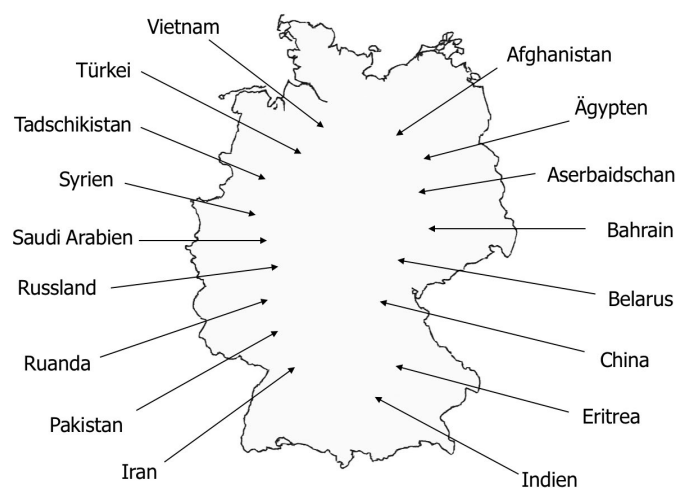 Vietnam
Afghanistan
Türkei
Ägypten
Tadschikistan
Aserbaidschan
Syrien
Bahrain
Saudi Arabien
Russland
Belarus
Ruanda
China
Pakistan
Eritrea
Iran
Indien